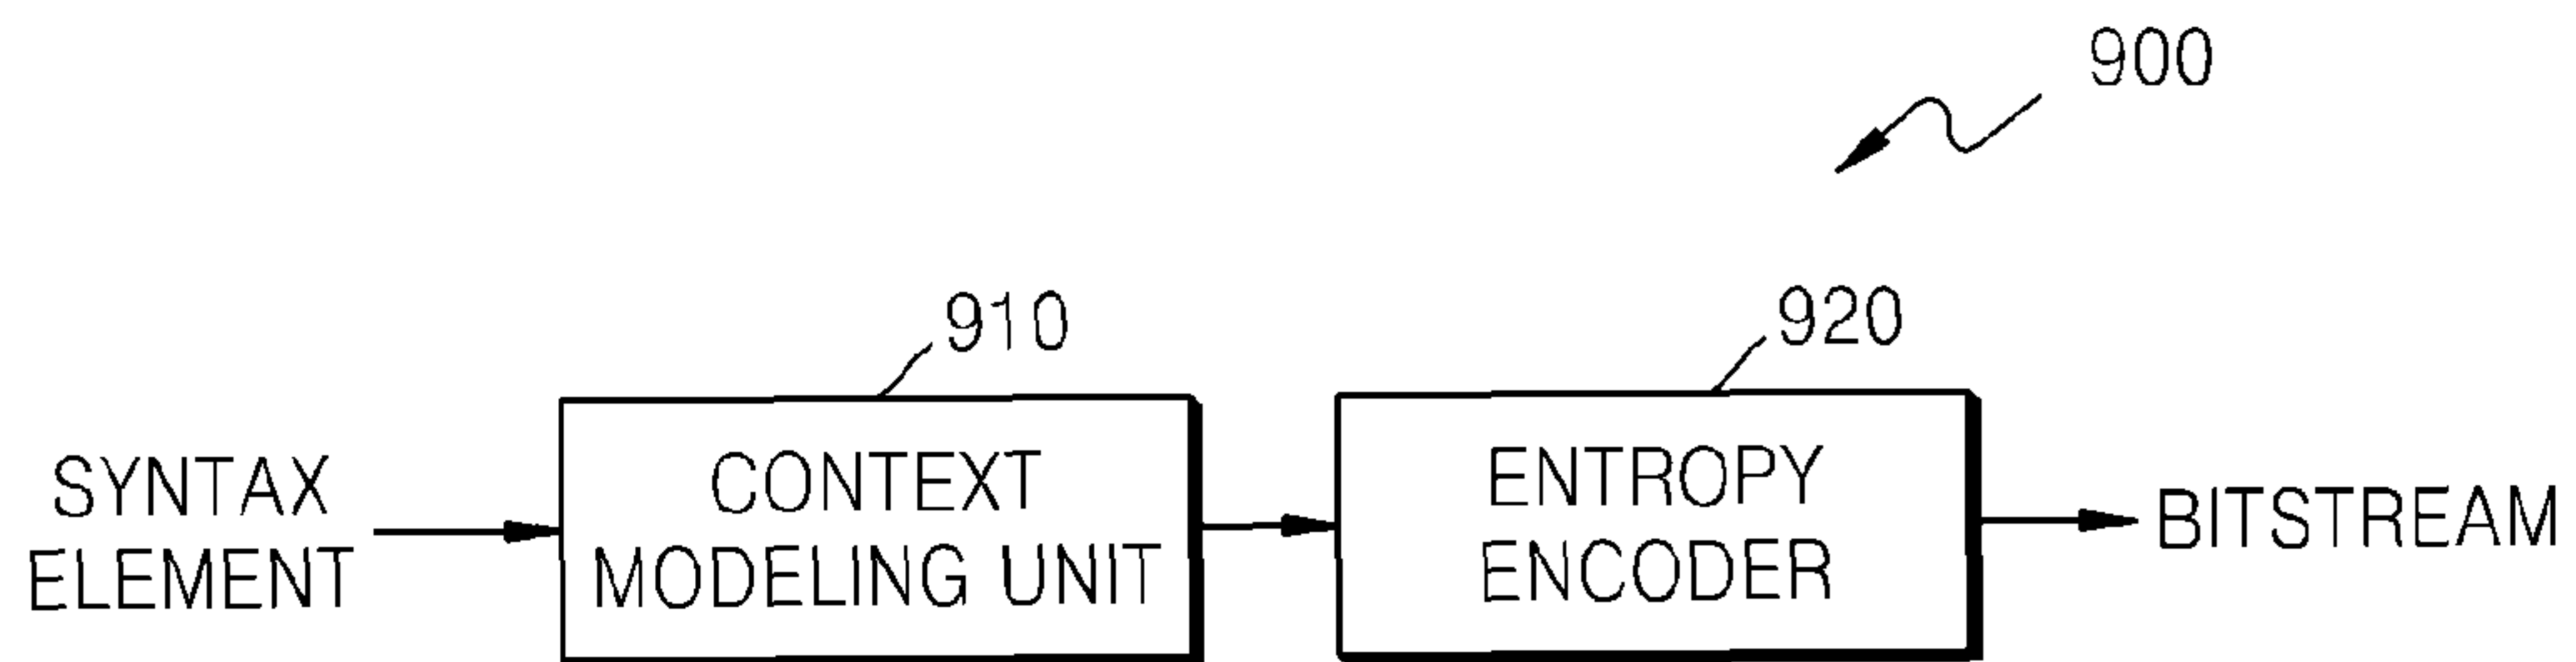 900
910
920
SYNTAX
ELEMENT
CONTEXT
MODELING UNIT
ENTROPY
ENCODER
BITSTREAM